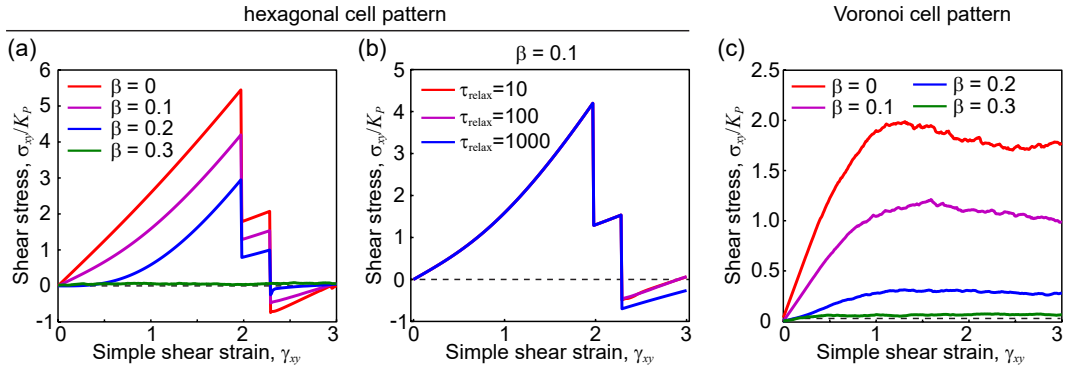 hexagonal cell pattern
Voronoi cell pattern
(a)
(b)
β = 0.1
(c)
Shear stress, σxy/KP
6
5
4
3
2
1
0
-1
β = 0
β = 0.1
β = 0.2
β = 0.3
0
1
2
3
Simple shear strain, γxy
Shear stress, σxy/KP
5
4
3
2
1
0
-1
τrelax=10
τrelax=100
τrelax=1000
0
1
2
3
Simple shear strain, γxy
Shear stress, σxy/KP
2.5
2.0
1.5
1.0
0.5
0
β = 0
β = 0.1
β = 0.2
β = 0.3
0
1
2
3
Simple shear strain, γxy